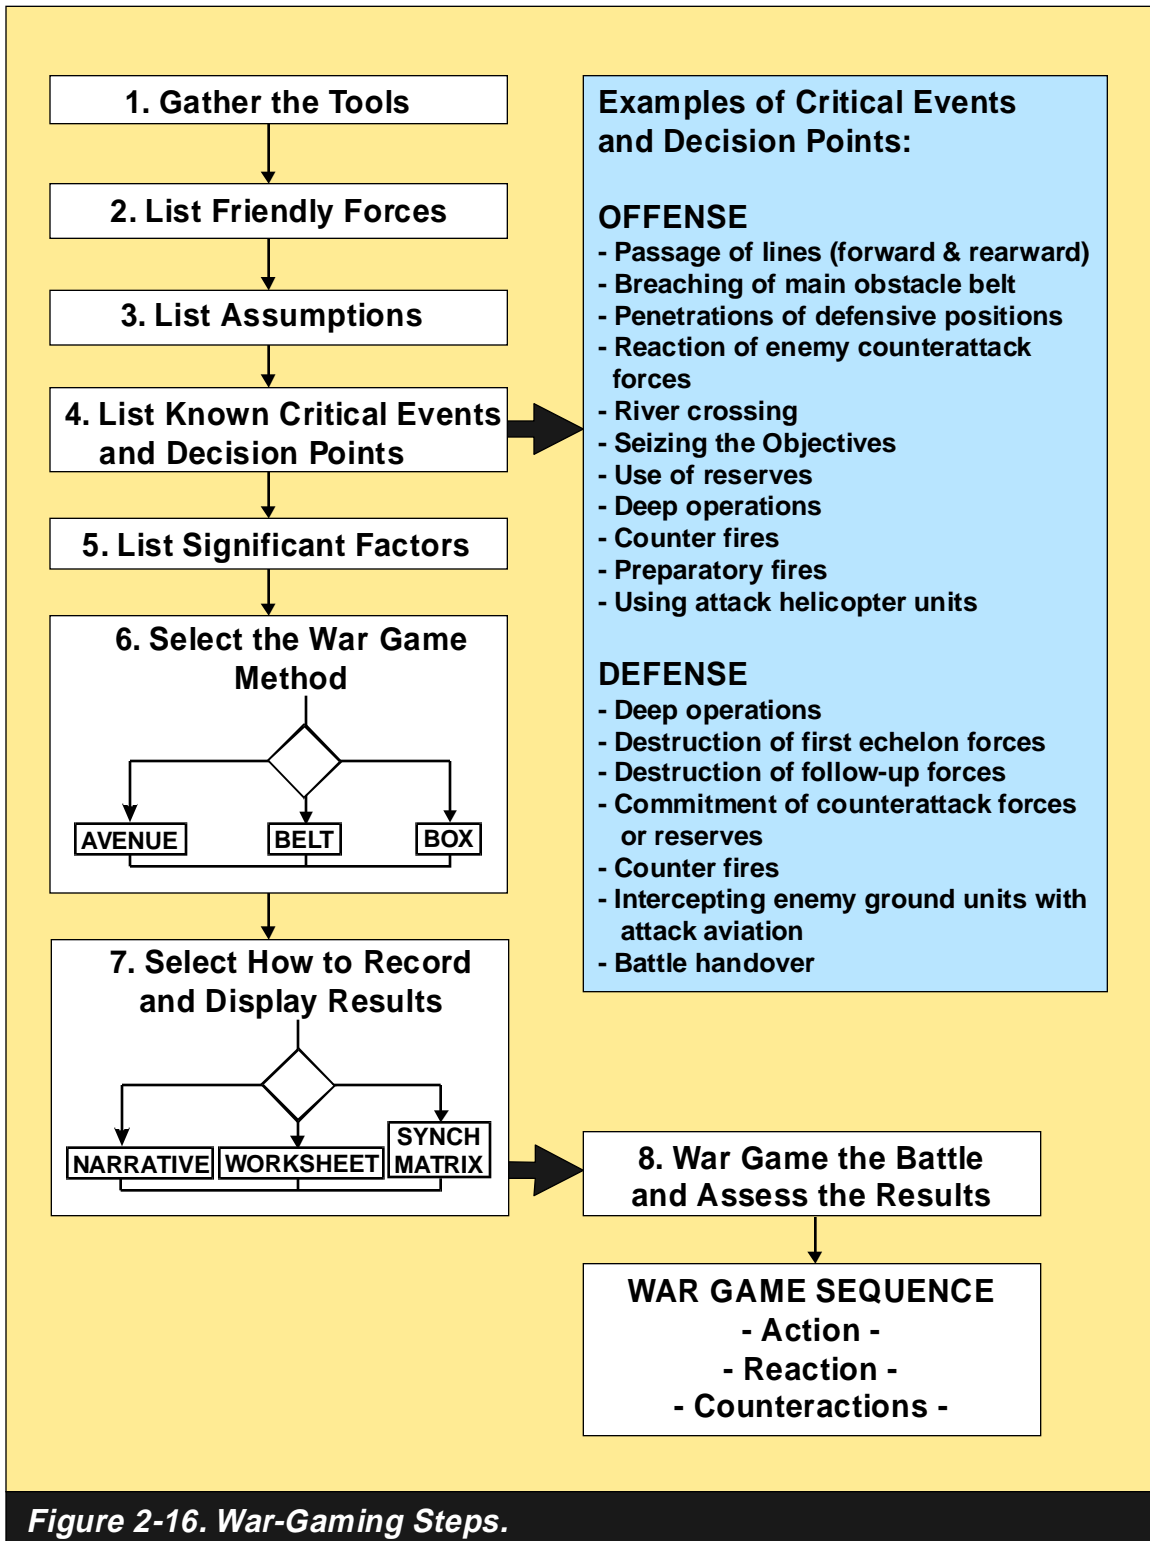 1. Gather the Tools
2. List Friendly Forces
3. List Assumptions
4. List Known Critical Events
and Decision Points
5. List Significant Factors
6. Select the War Game
Method
AVENUE
BELT
BOX
7. Select How to Record
and Display Results
NARRATIVE
WORKSHEET
SYNCH
MATRIX
Examples of Critical Events
and Decision Points:
OFFENSE
- Passage of lines (forward & rearward)
- Breaching of main obstacle belt
- Penetrations of defensive positions
- Reaction of enemy counterattack
forces
- River crossing
- Seizing the Objectives
- Use of reserves
- Deep operations
- Counter fires
- Preparatory fires
- Using attack helicopter units
DEFENSE
- Deep operations
- Destruction of first echelon forces
- Destruction of follow-up forces
- Commitment of counterattack forces
or reserves
- Counter fires
- Intercepting enemy ground units with
attack aviation
- Battle handover
8. War Game the Battle
and Assess the Results
WAR GAME SEQUENCE
- Action -
- Reaction -
- Counteractions -
Figure 2-16. War-Gaming Steps.